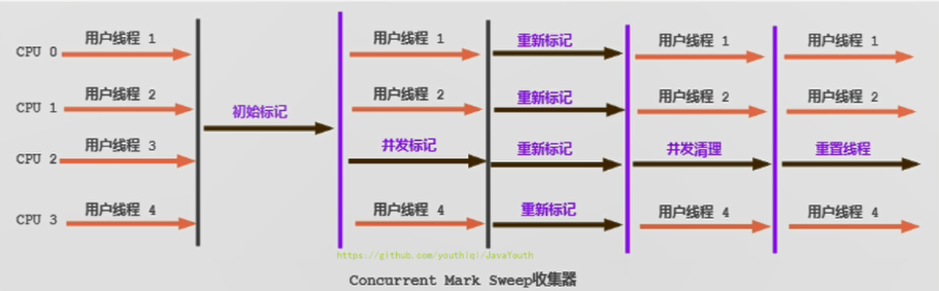 CPU 0 用户线程 1 用户线程 1 重新标记 用户线程 1 用户线程 1
CPU 1 用户线程 2 初始标记 用户线程 2 重新标记 用户线程 2 用户线程 2
CPU 2 用户线程 3 并发标记 重新标记 并发清理 重置线程
CPU 3 用户线程 4 用户线程 4 重新标记 用户线程 4 用户线程 4
https://github.com/youthlql/JavaYouth
Concurrent Mark Sweep收集器